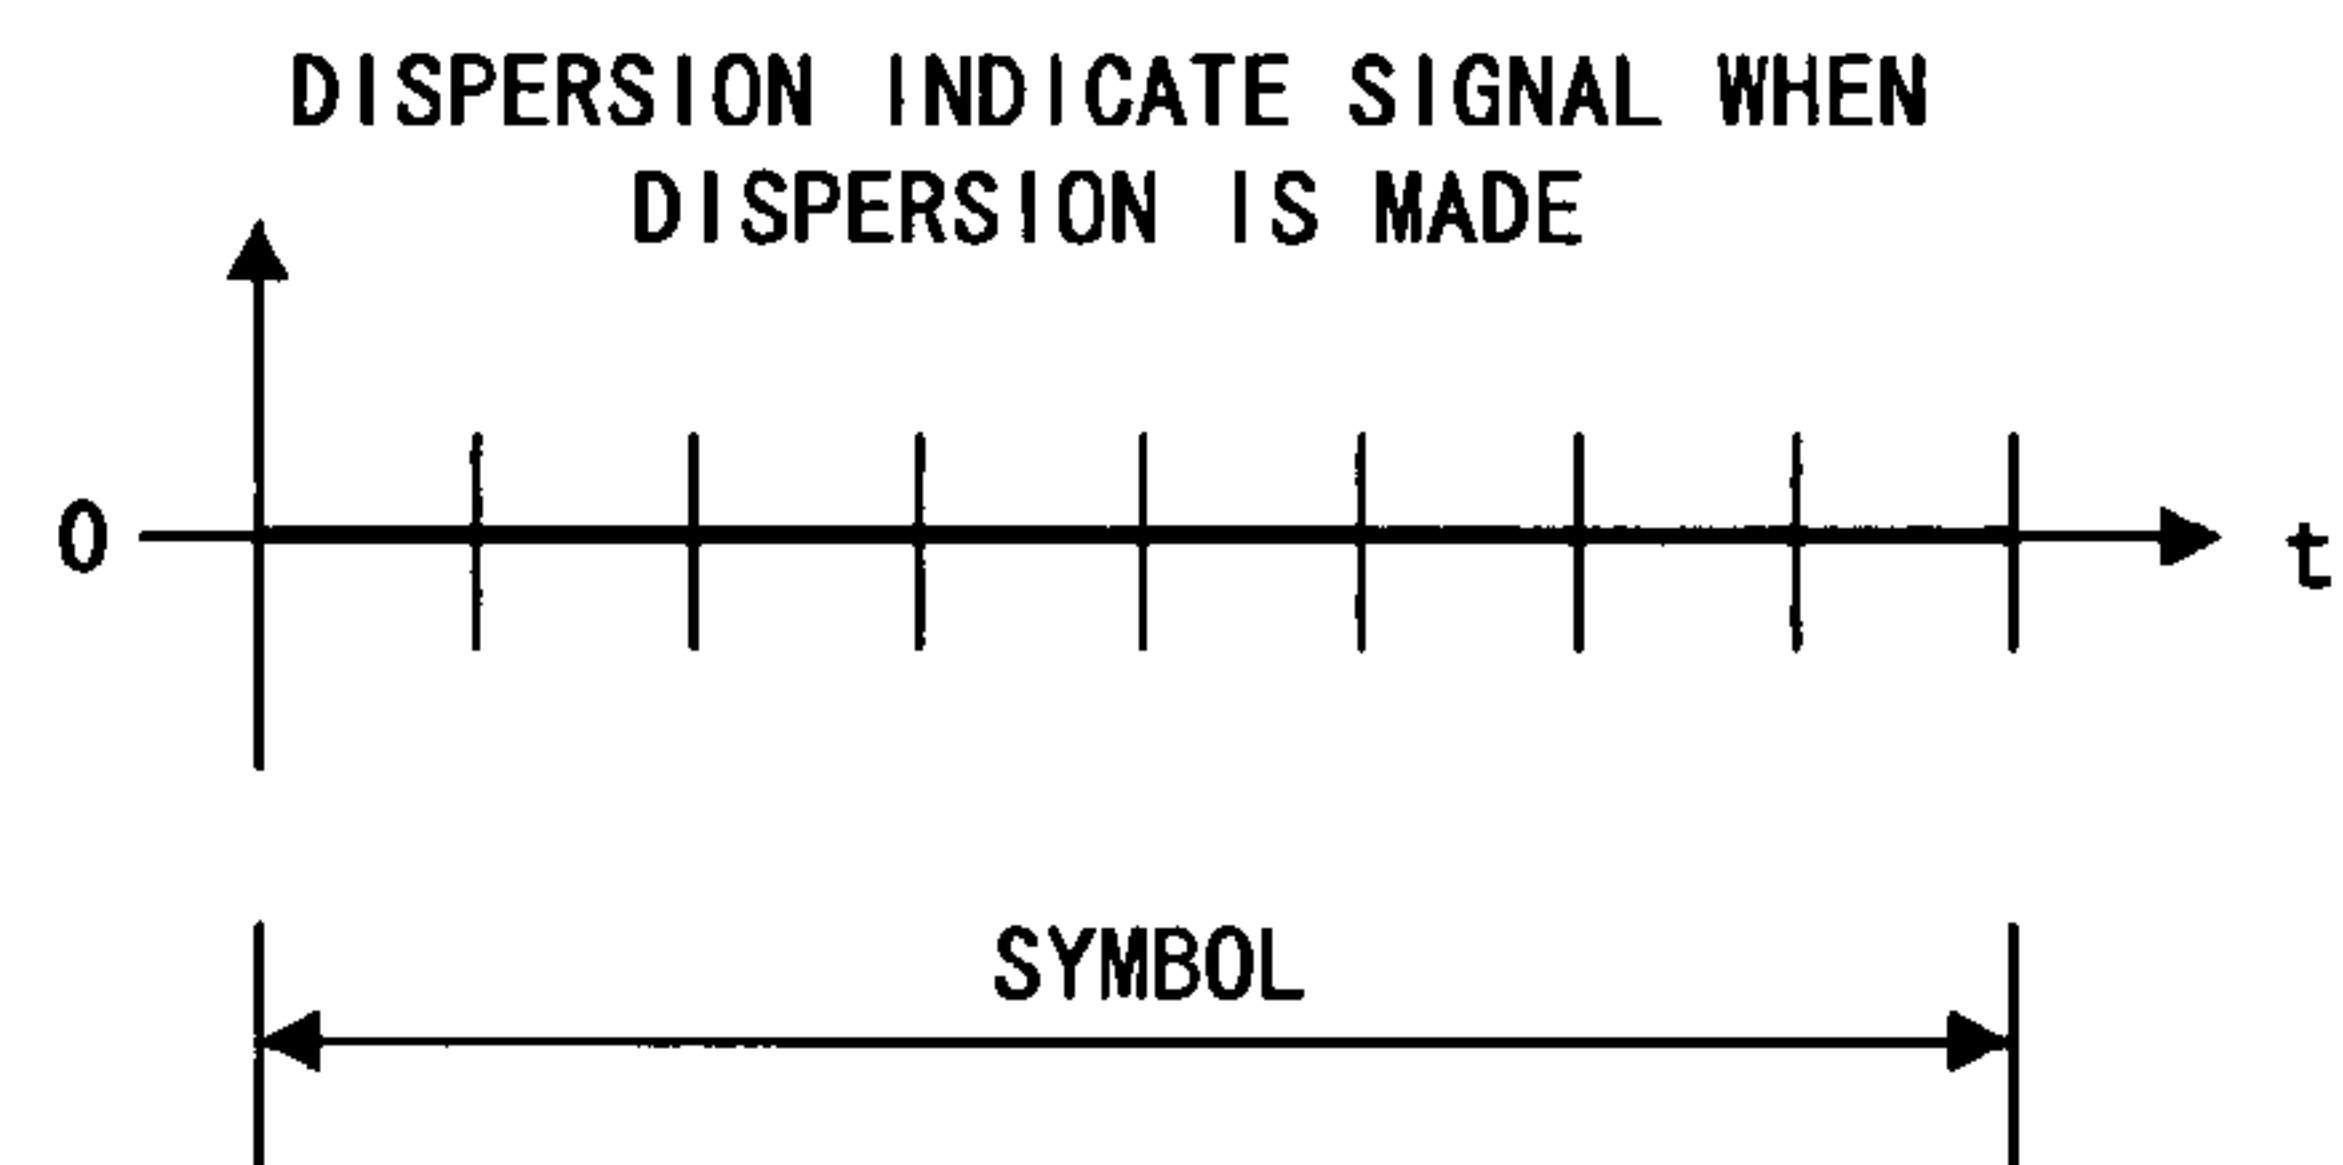 DISPERSION INDICATE SIGNAL WHEN
DISPERSION IS MADE
0
t
SYMBOL